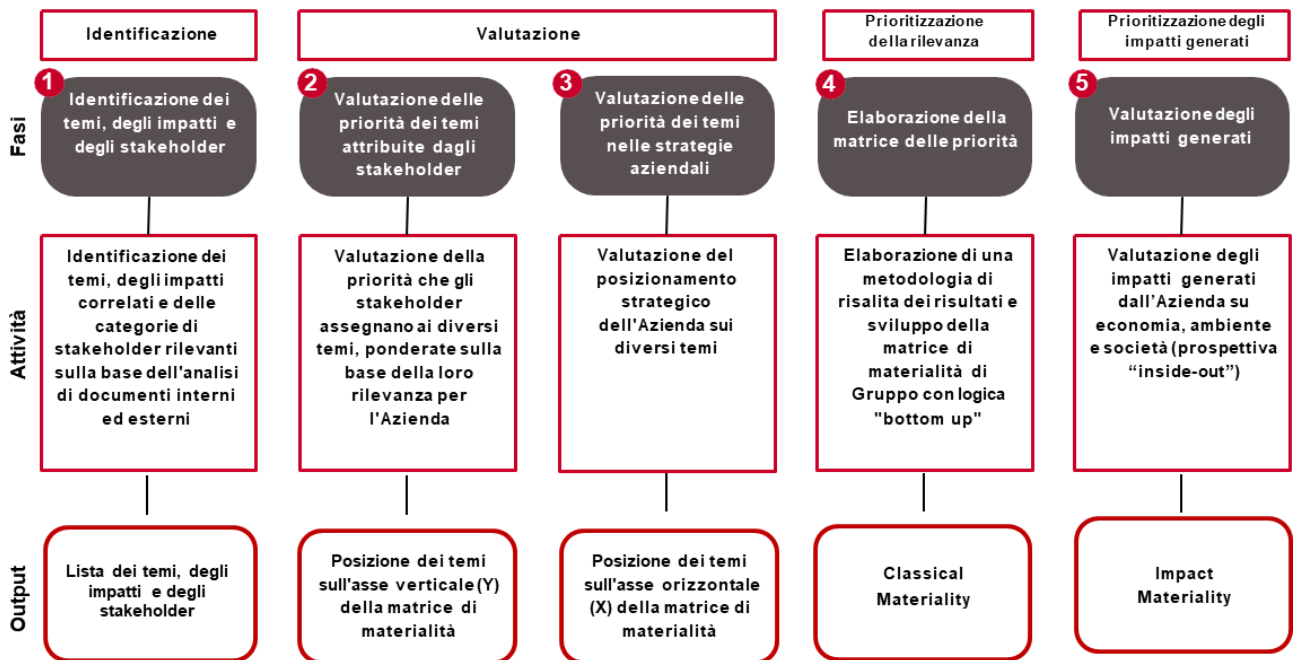 Identificazione
Valutazione
Prioritizzazione
della rilevanza
Prioritizzazione degli
impatti generati
Fasi
1
Identificazione dei
temi, degli impatti e
degli stakeholder
2
Valutazione delle
priorità dei temi
attribuite dagli
stakeholder
3
Valutazione delle
priorità dei temi
nelle strategie
aziendali
4
Elaborazione della
matrice delle priorità
5
Valutazione degli
impatti generati
Attività
Identificazione dei
temi, degli impatti
correlati e delle
categorie di
stakeholder rilevanti
sulla base dell'analisi
di documenti interni
ed esterni
Valutazione della
priorità che gli
stakeholder
assegnano ai diversi
temi, ponderate sulla
base della loro
rilevanza per
l'Azienda
Valutazione del
posizionamento
strategico
dell'Azienda sui
diversi temi
Elaborazione di una
metodologia di
risalita dei risultati e
sviluppo della
matrice di
materialità di
Gruppo con logica
"bottom up"
Valutazione degli
impatti generati
dall’Azienda su
economia, ambiente
e società (prospettiva
“inside-out”)
Output
Lista dei temi, degli
impatti e degli
stakeholder
Posizione dei temi
sull'asse verticale (Y)
della matrice di
materialità
Posizione dei temi
sull'asse orizzontale
(X) della matrice di
materialità
Classical
Materiality
Impact
Materiality